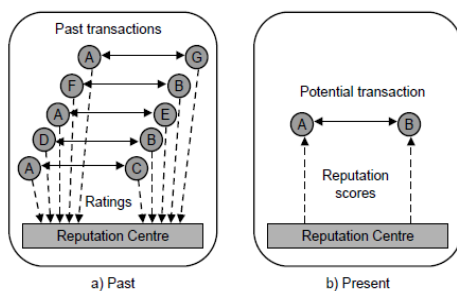 Past transactions
A G
F B
A E
D B
A C
Ratings
Reputation Centre
a) Past
Potential transaction
A B
Reputation
scores
Reputation Centre
b) Present